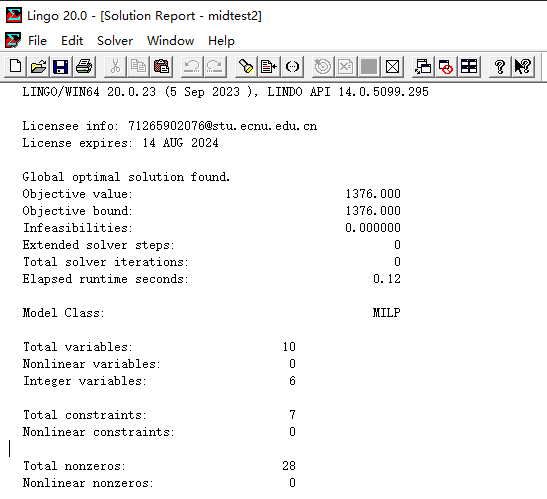 Lingo 20.0 - [Solution Report - midtest2]
File Edit Solver Window Help
LINGO/WIN64 20.0.23 (5 Sep 2023 ), LINDO API 14.0.5099.295
Licensee info: 71265902076@stu.ecnu.edu.cn
License expires: 14 AUG 2024
Global optimal solution found.
Objective value: 1376.000
Objective bound: 1376.000
Infeasibilities: 0.000000
Extended solver steps: 0
Total solver iterations: 0
Elapsed runtime seconds: 0.12
Model Class: MILP
Total variables: 10
Nonlinear variables: 0
Integer variables: 6
Total constraints: 7
Nonlinear constraints: 0
Total nonzeros: 28
Nonlinear nonzeros: 0